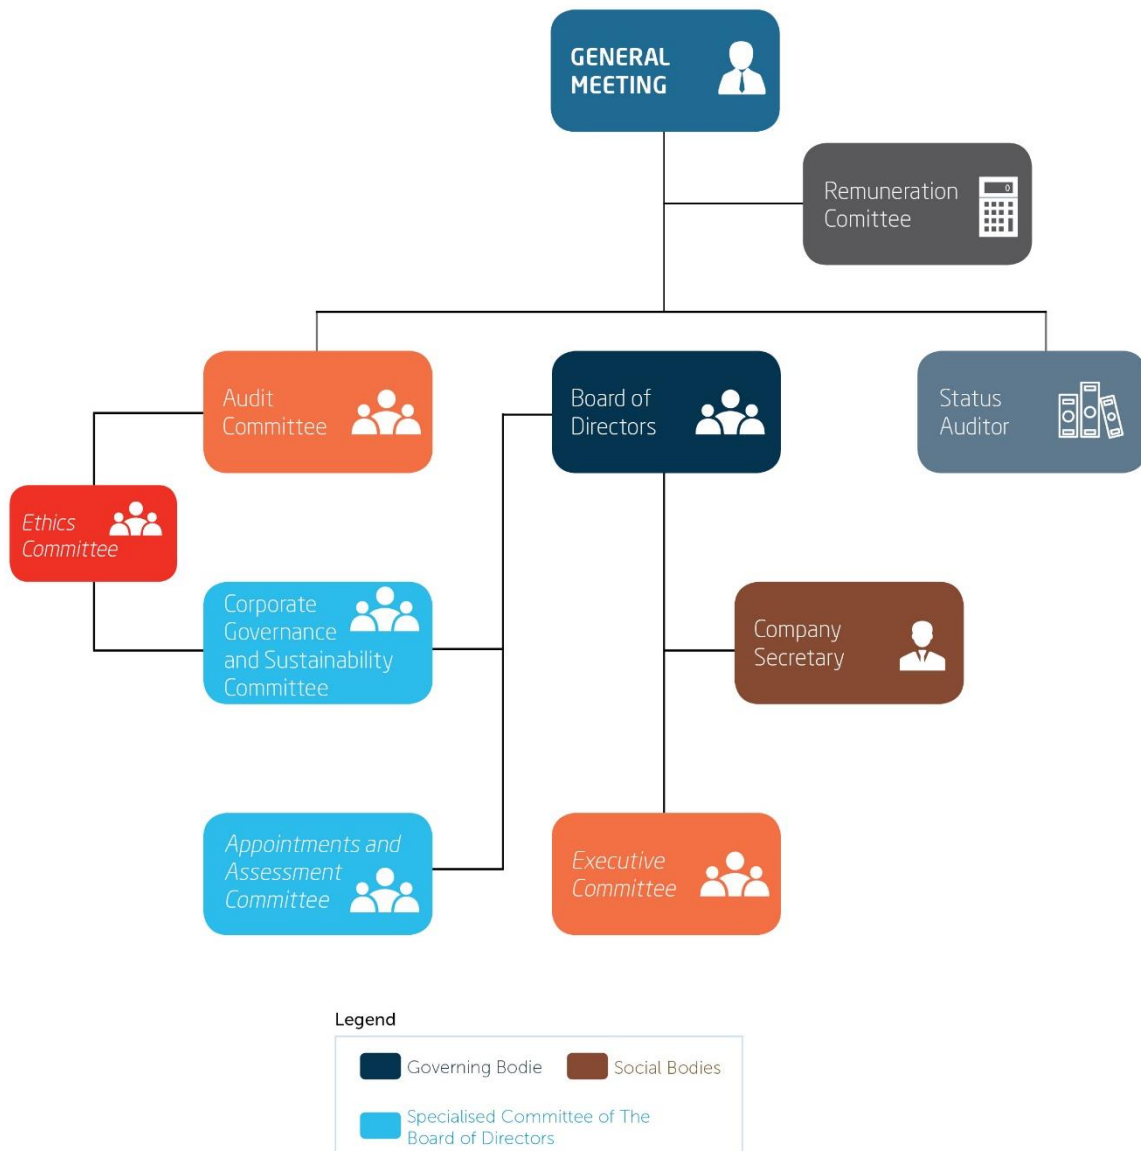 GENERAL
MEETING
0
Remuneration
Comittee
Audit
Committee
Board of
Directors
Status
Auditor
Ethics
Committee
Corporate
Governance
and Sustainability
Committee
Company
Secretary
Appointments and
Assessment
Committee
Executive
Committee
Legend
Governing Bodie
Social Bodies
Specialised Committee of The
Board of Directors